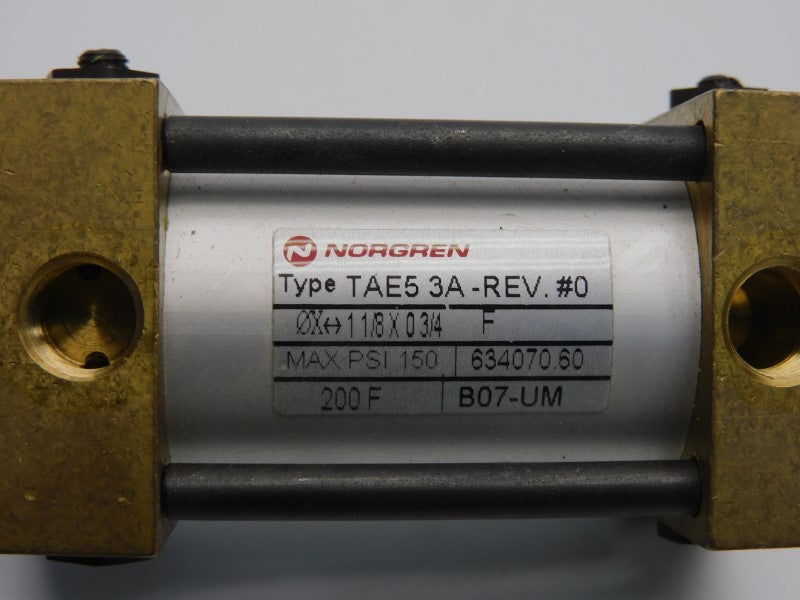 NORGREN
Type TAE5 3A -REV. #0
ØX↔ 1 1/8 X 0 3/4 F
MAX PSI 150 634070.60
200 F B07-UM